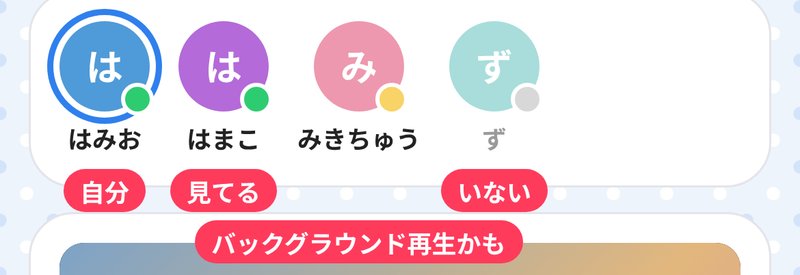 は は み ず
はみお はまこ みきちゅう ず
自分 見てる いない
バックグラウンド再生かも